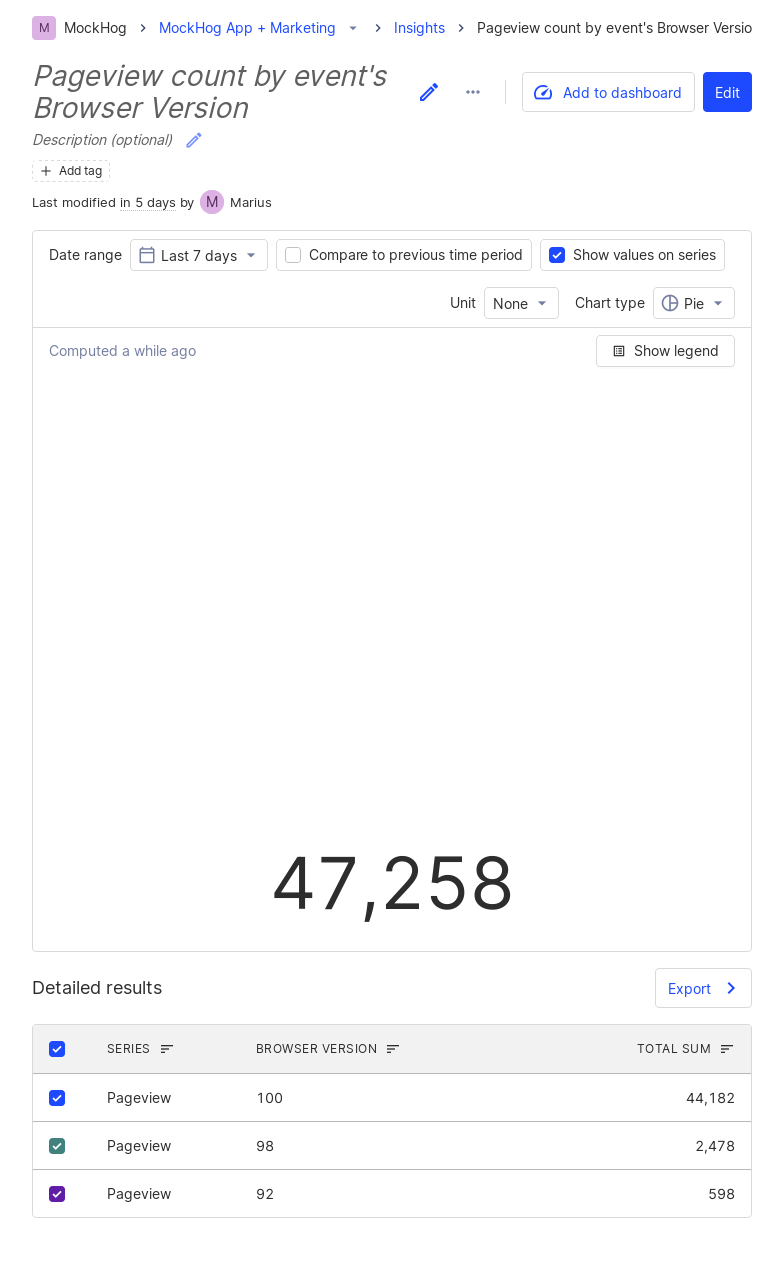 M MockHog MockHog App + Marketing Insights Pageview count by event's Browser Versio
Pageview count by event's
Browser Version
Add to dashboard
Edit
Description (optional)
Add tag
Last modified in 5 days by M Marius
Date range Last 7 days Compare to previous time period Show values on series
Unit None Chart type Pie
Computed a while ago Show legend
47,258
Detailed results Export
SERIES BROWSER VERSION TOTAL SUM
Pageview 100 44,182
Pageview 98 2,478
Pageview 92 598